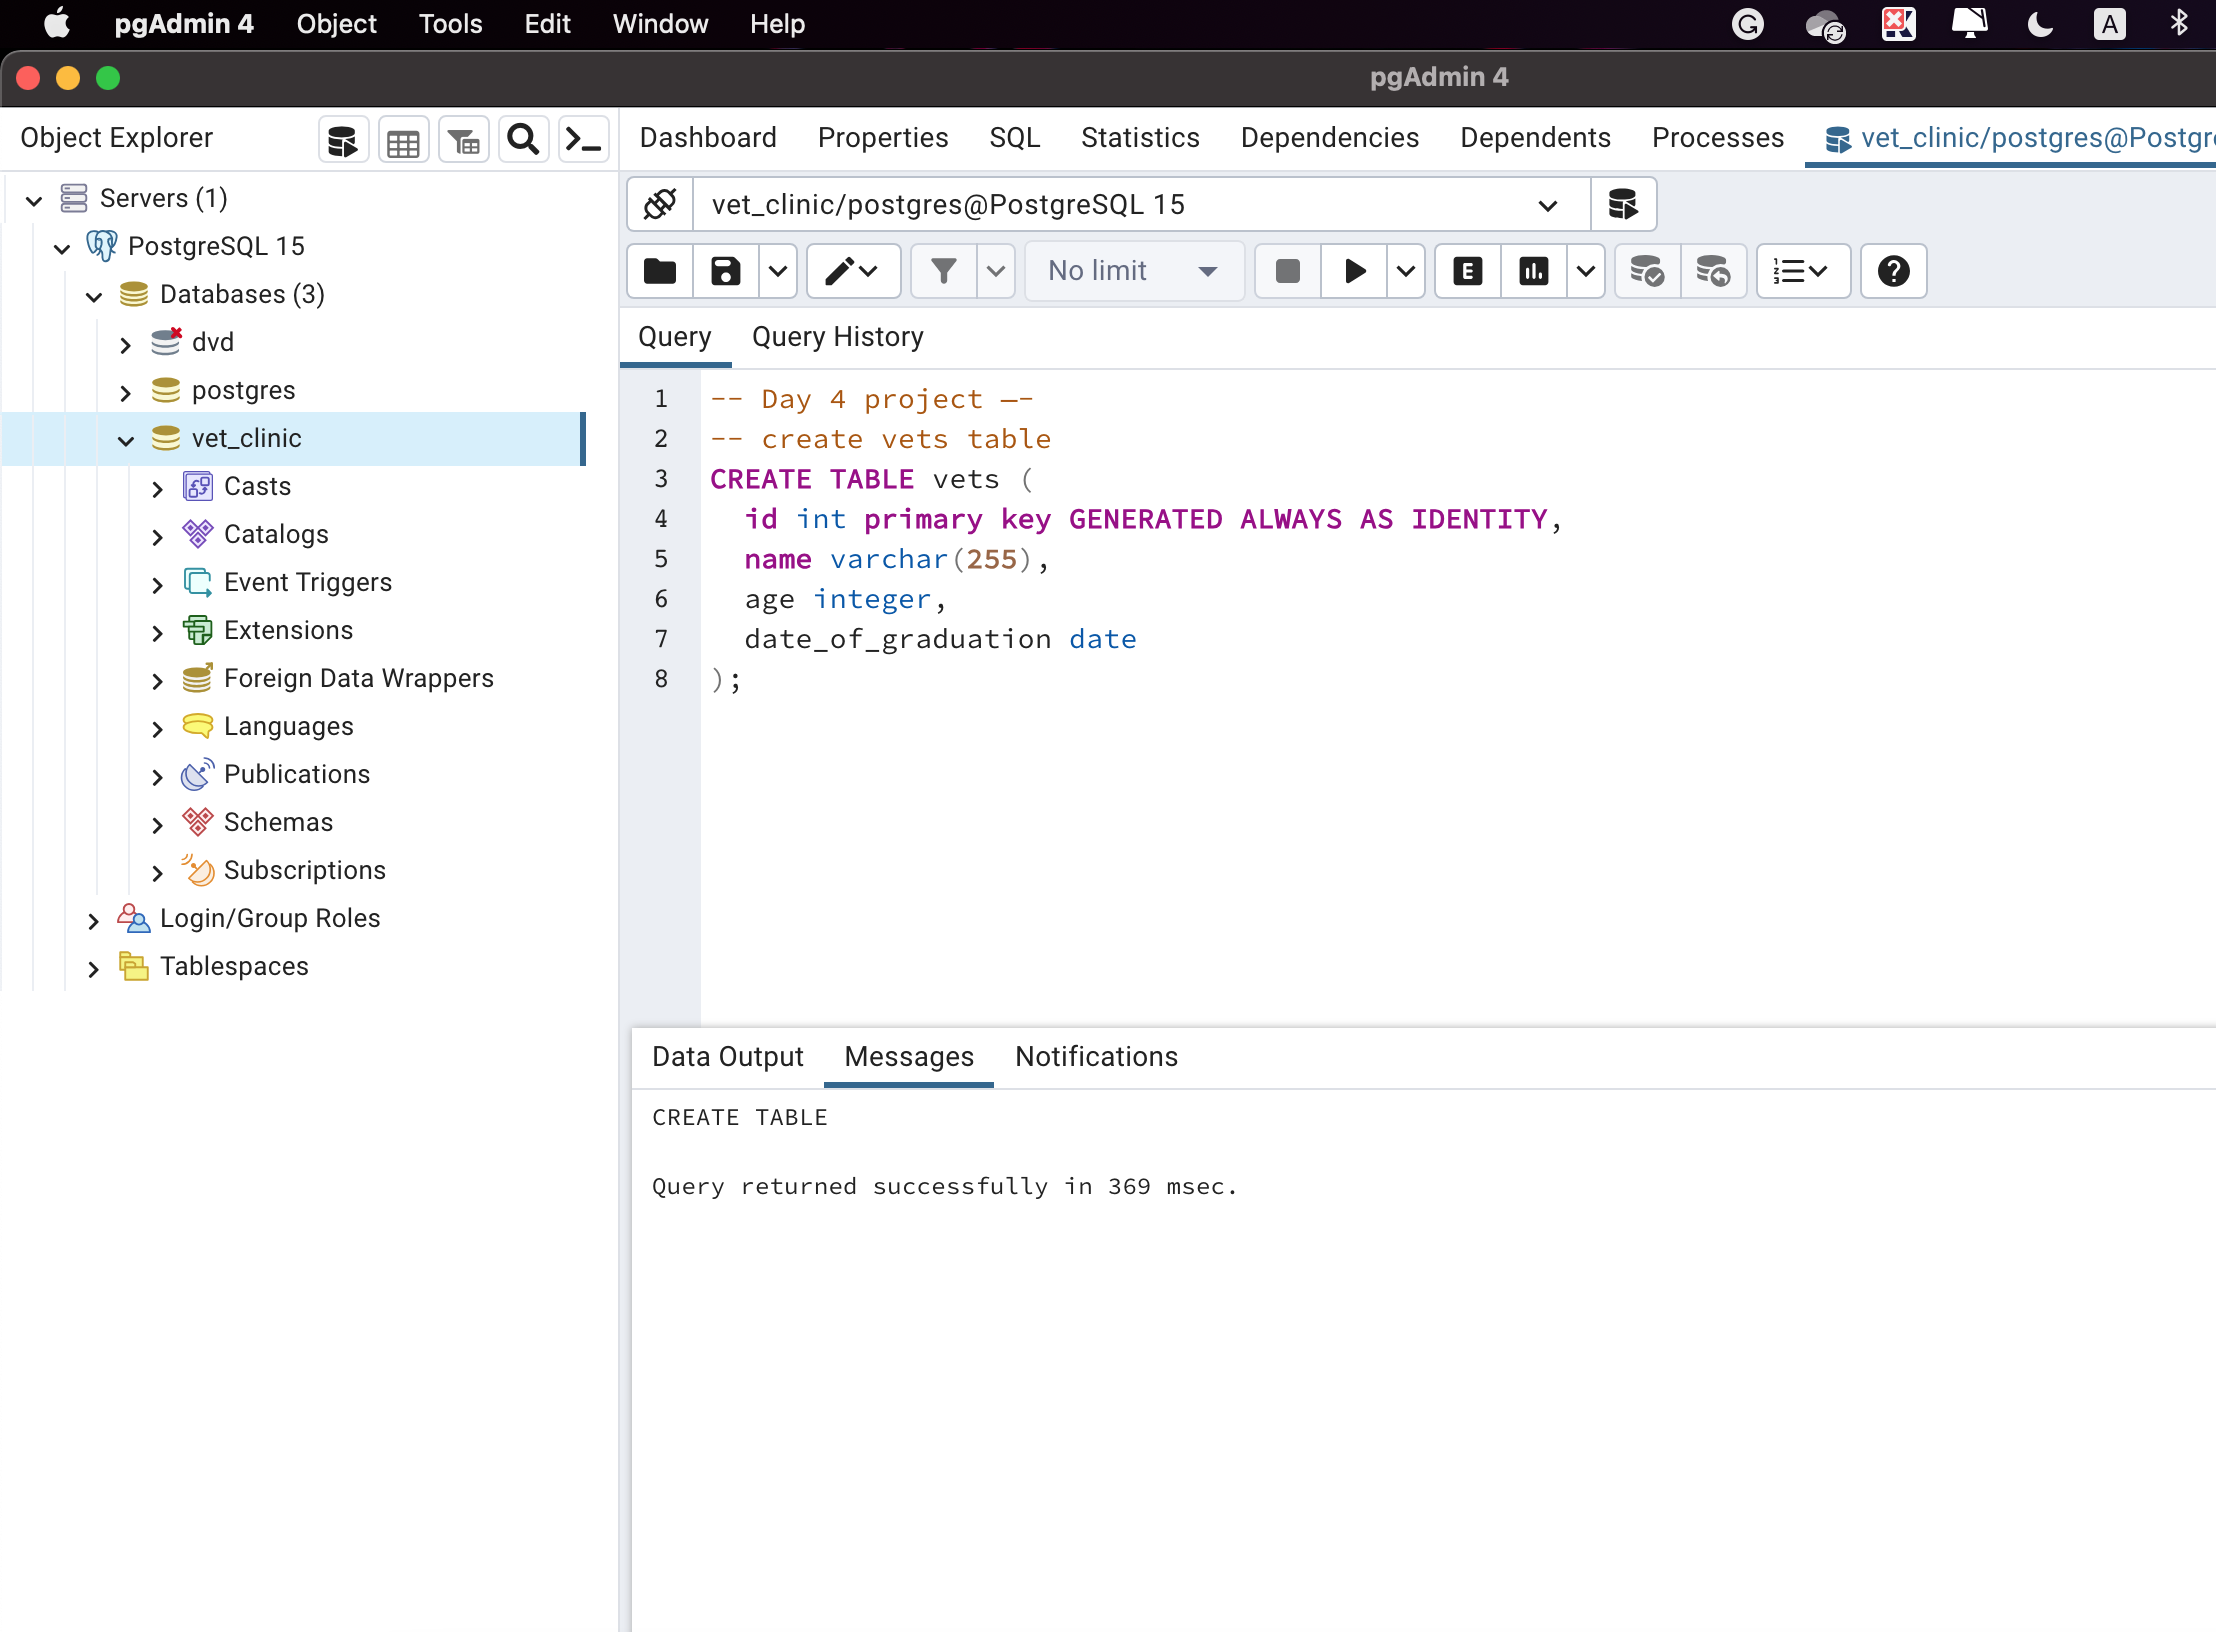 pgAdmin 4 Object Tools Edit Window Help
A
pgAdmin 4
Object Explorer
Servers (1)
PostgreSQL 15
Databases (3)
dvd
postgres
vet_clinic
Casts
Catalogs
Event Triggers
Extensions
Foreign Data Wrappers
Languages
Publications
Schemas
Subscriptions
Login/Group Roles
Tablespaces
Dashboard Properties SQL Statistics Dependencies Dependents Processes vet_clinic/postgres@Postgr
vet_clinic/postgres@PostgreSQL 15
No limit
E
Query Query History
1 -- Day 4 project —-
2 -- create vets table
3 CREATE TABLE vets (
4 id int primary key GENERATED ALWAYS AS IDENTITY,
5 name varchar(255),
6 age integer,
7 date_of_graduation date
8 );
Data Output Messages Notifications
CREATE TABLE
Query returned successfully in 369 msec.